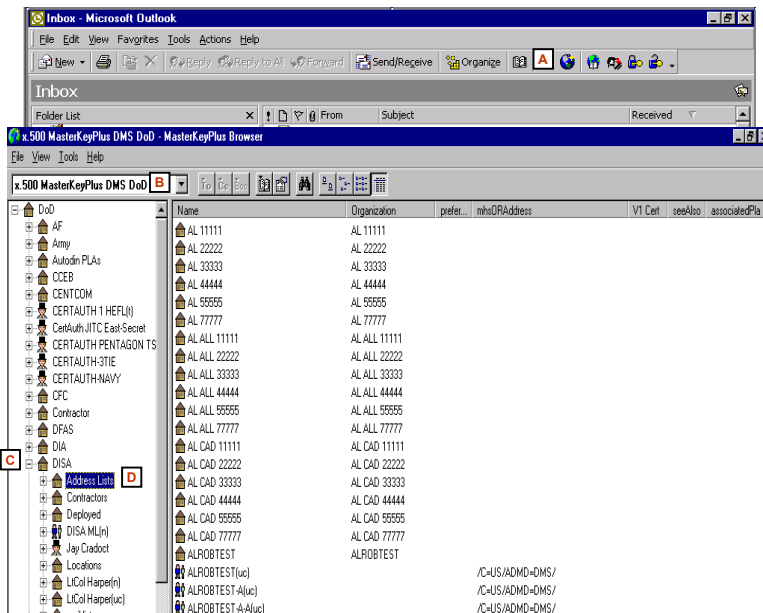 Inbox - Microsoft Outlook
File Edit View Favorites Tools Actions Help
New Reply Reply to All Forward Send/Receive Organize A
Inbox
Folder List × ! From Subject Received
x.500 MasterKeyPlus DMS DoD - MasterKeyPlus Browser
File View Tools Help
x.500 MasterKeyPlus DMS DoD B To Cc Bcc
DoD
AF
Army
Autodin PLAs
CCEB
CENTCOM
CERTAUTH 1 HEFL(t)
CertAuth JITC East-Secret
CERTAUTH PENTAGON TS
CERTAUTH-3TIE
CERTAUTH-NAVY
CFC
Contractor
DFAS
DIA
C DISA
Address Lists D
Contractors
Deployed
DISA ML(n)
Jay Cradoct
Locations
LtCol Harper(n)
LtCol Harper(uc)
Name Organization prefer... mhsORAddress V1 Cert seeAlso associatedPla
AL 11111 AL 11111
AL 22222 AL 22222
AL 33333 AL 33333
AL 44444 AL 44444
AL 55555 AL 55555
AL 77777 AL 77777
AL ALL 11111 AL ALL 11111
AL ALL 22222 AL ALL 22222
AL ALL 33333 AL ALL 33333
AL ALL 44444 AL ALL 44444
AL ALL 55555 AL ALL 55555
AL ALL 77777 AL ALL 77777
AL CAD 11111 AL CAD 11111
AL CAD 22222 AL CAD 22222
AL CAD 33333 AL CAD 33333
AL CAD 44444 AL CAD 44444
AL CAD 55555 AL CAD 55555
AL CAD 77777 AL CAD 77777
ALROBTEST ALROBTEST
ALROBTEST(uc) /C=US/ADMD=DMS/
ALROBTEST-A(uc) /C=US/ADMD=DMS/
ALROBTEST-A-A(uc) /C=US/ADMD=DMS/